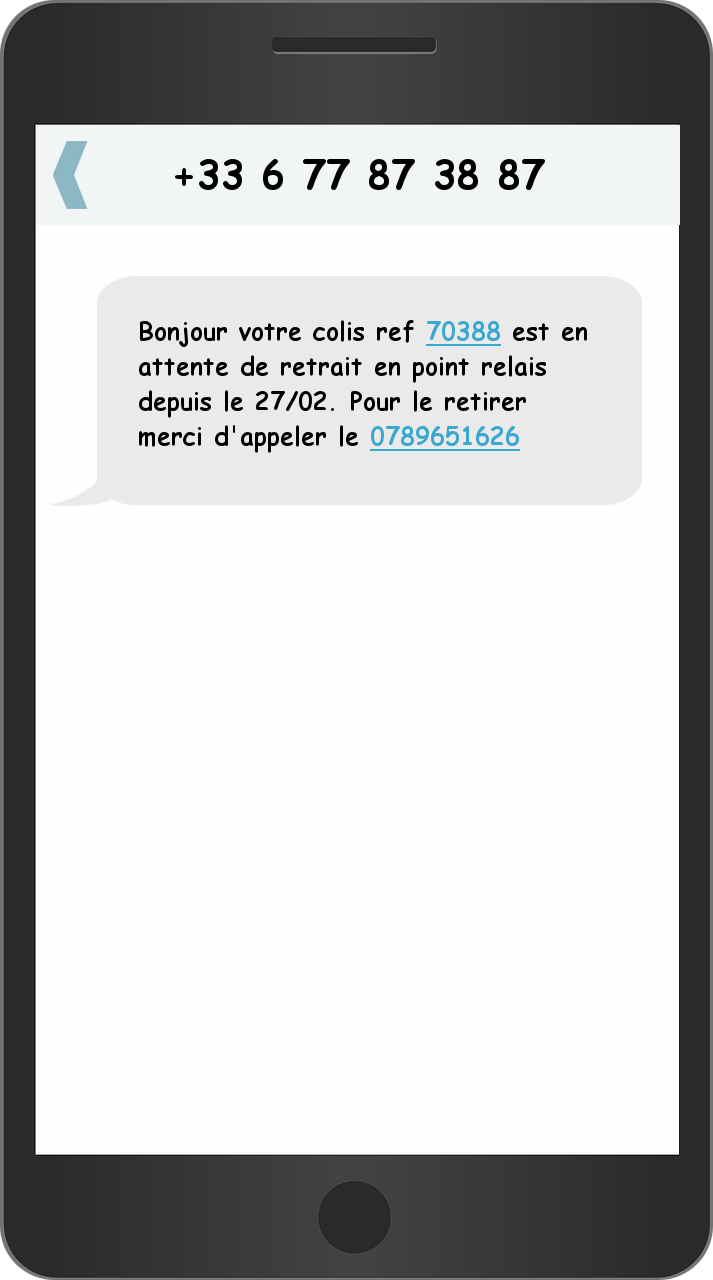 +33 6 77 87 38 87
Bonjour votre colis ref 70388 est en
attente de retrait en point relais
depuis le 27/02. Pour le retirer
merci d'appeler le 0789651626